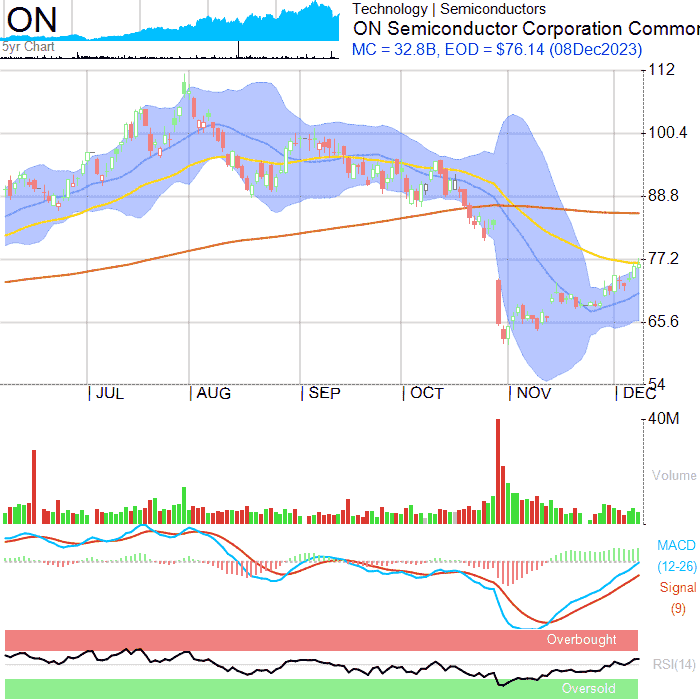 ON
5yr Chart
Technology | Semiconductors
ON Semiconductor Corporation Common
MC = 32.8B, EOD = $76.14 (08Dec2023)
112
100.4
88.8
77.2
65.6
54
JUL AUG SEP OCT NOV DEC
40M
Volume
MACD
(12-26)
Signal
(9)
Overbought
RSI(14)
Oversold